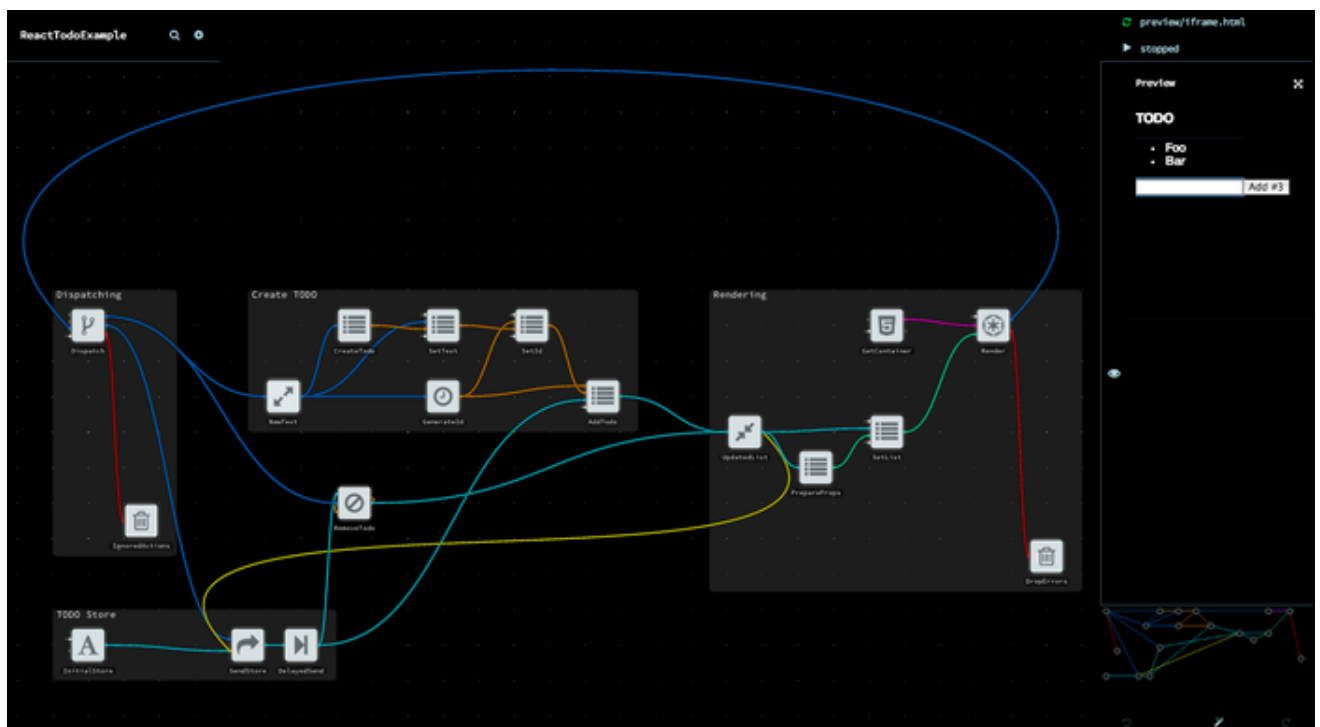 ReactTodoExample
preview/iframe.html
stopped
Preview
TODO
Foo
Bar
Add #3
Dispatching
Dispatch
IgnoredActions
Create TODO
CreateTodo
SetText
SetId
NewText
GenerateId
AddTodo
RemoveTodo
Rendering
GetContainer
Render
UpdatedList
SetList
PrepareProps
DropErrors
TODO Store
A
InitialStore
SendStore
DelayedSend